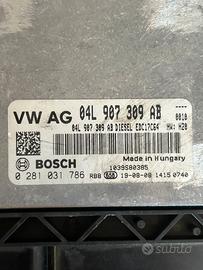 VW AG 04L 907 309 AB
0010
04L 907 309 AB DIESEL EDC17C64 HW: H20
Made in Hungary
BOSCH 1039S80385
0 281 031 786 RBB 19-08-08 1415 0740
subito